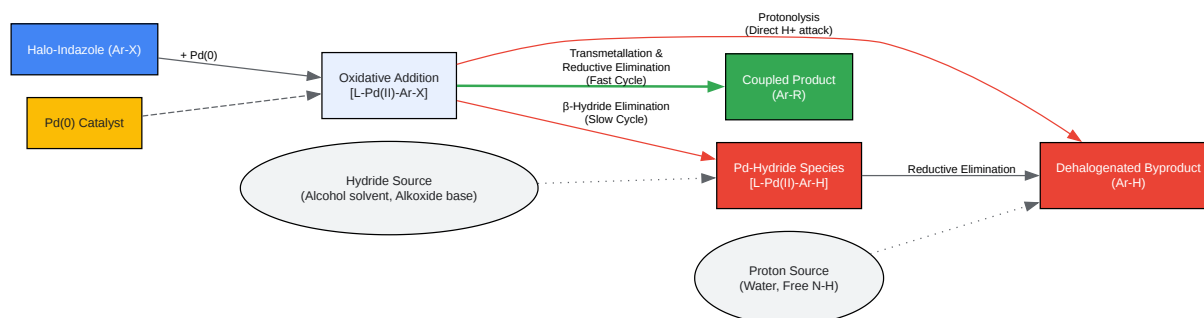 Protonolysis
(Direct H+ attack)
Halo-Indazole (Ar-X)
+ Pd(0)
Transmetallation &
Reductive Elimination
(Fast Cycle)
Oxidative Addition
[L-Pd(II)-Ar-X]
Coupled Product
(Ar-R)
Pd(0) Catalyst
β-Hydride Elimination
(Slow Cycle)
Hydride Source
(Alcohol solvent, Alkoxide base)
Pd-Hydride Species
[L-Pd(II)-Ar-H]
Reductive Elimination
Dehalogenated Byproduct
(Ar-H)
Proton Source
(Water, Free N-H)